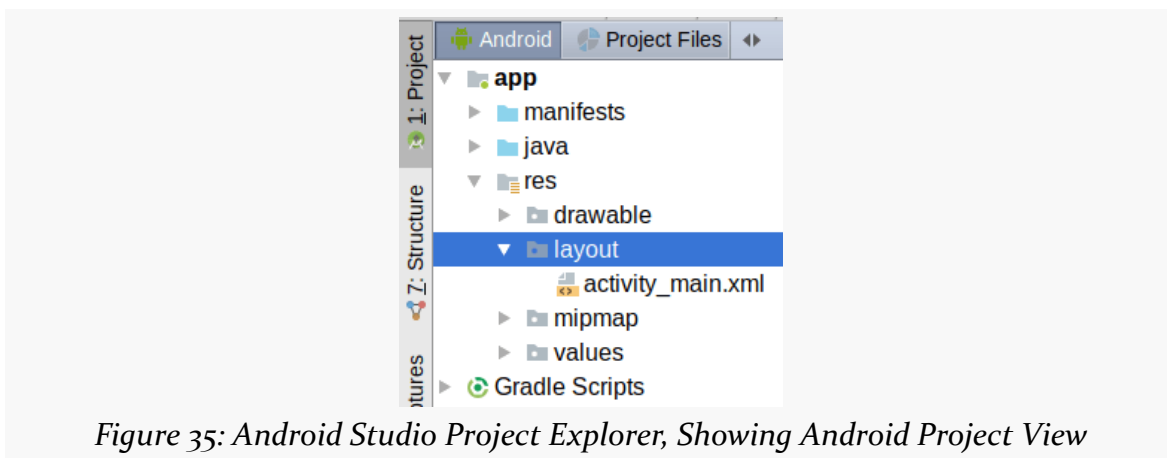 1: Project
7: Structure
Android Project Files
app
manifests
java
res
drawable
layout
activity_main.xml
mipmap
values
Gradle Scripts
Figure 35: Android Studio Project Explorer, Showing Android Project View